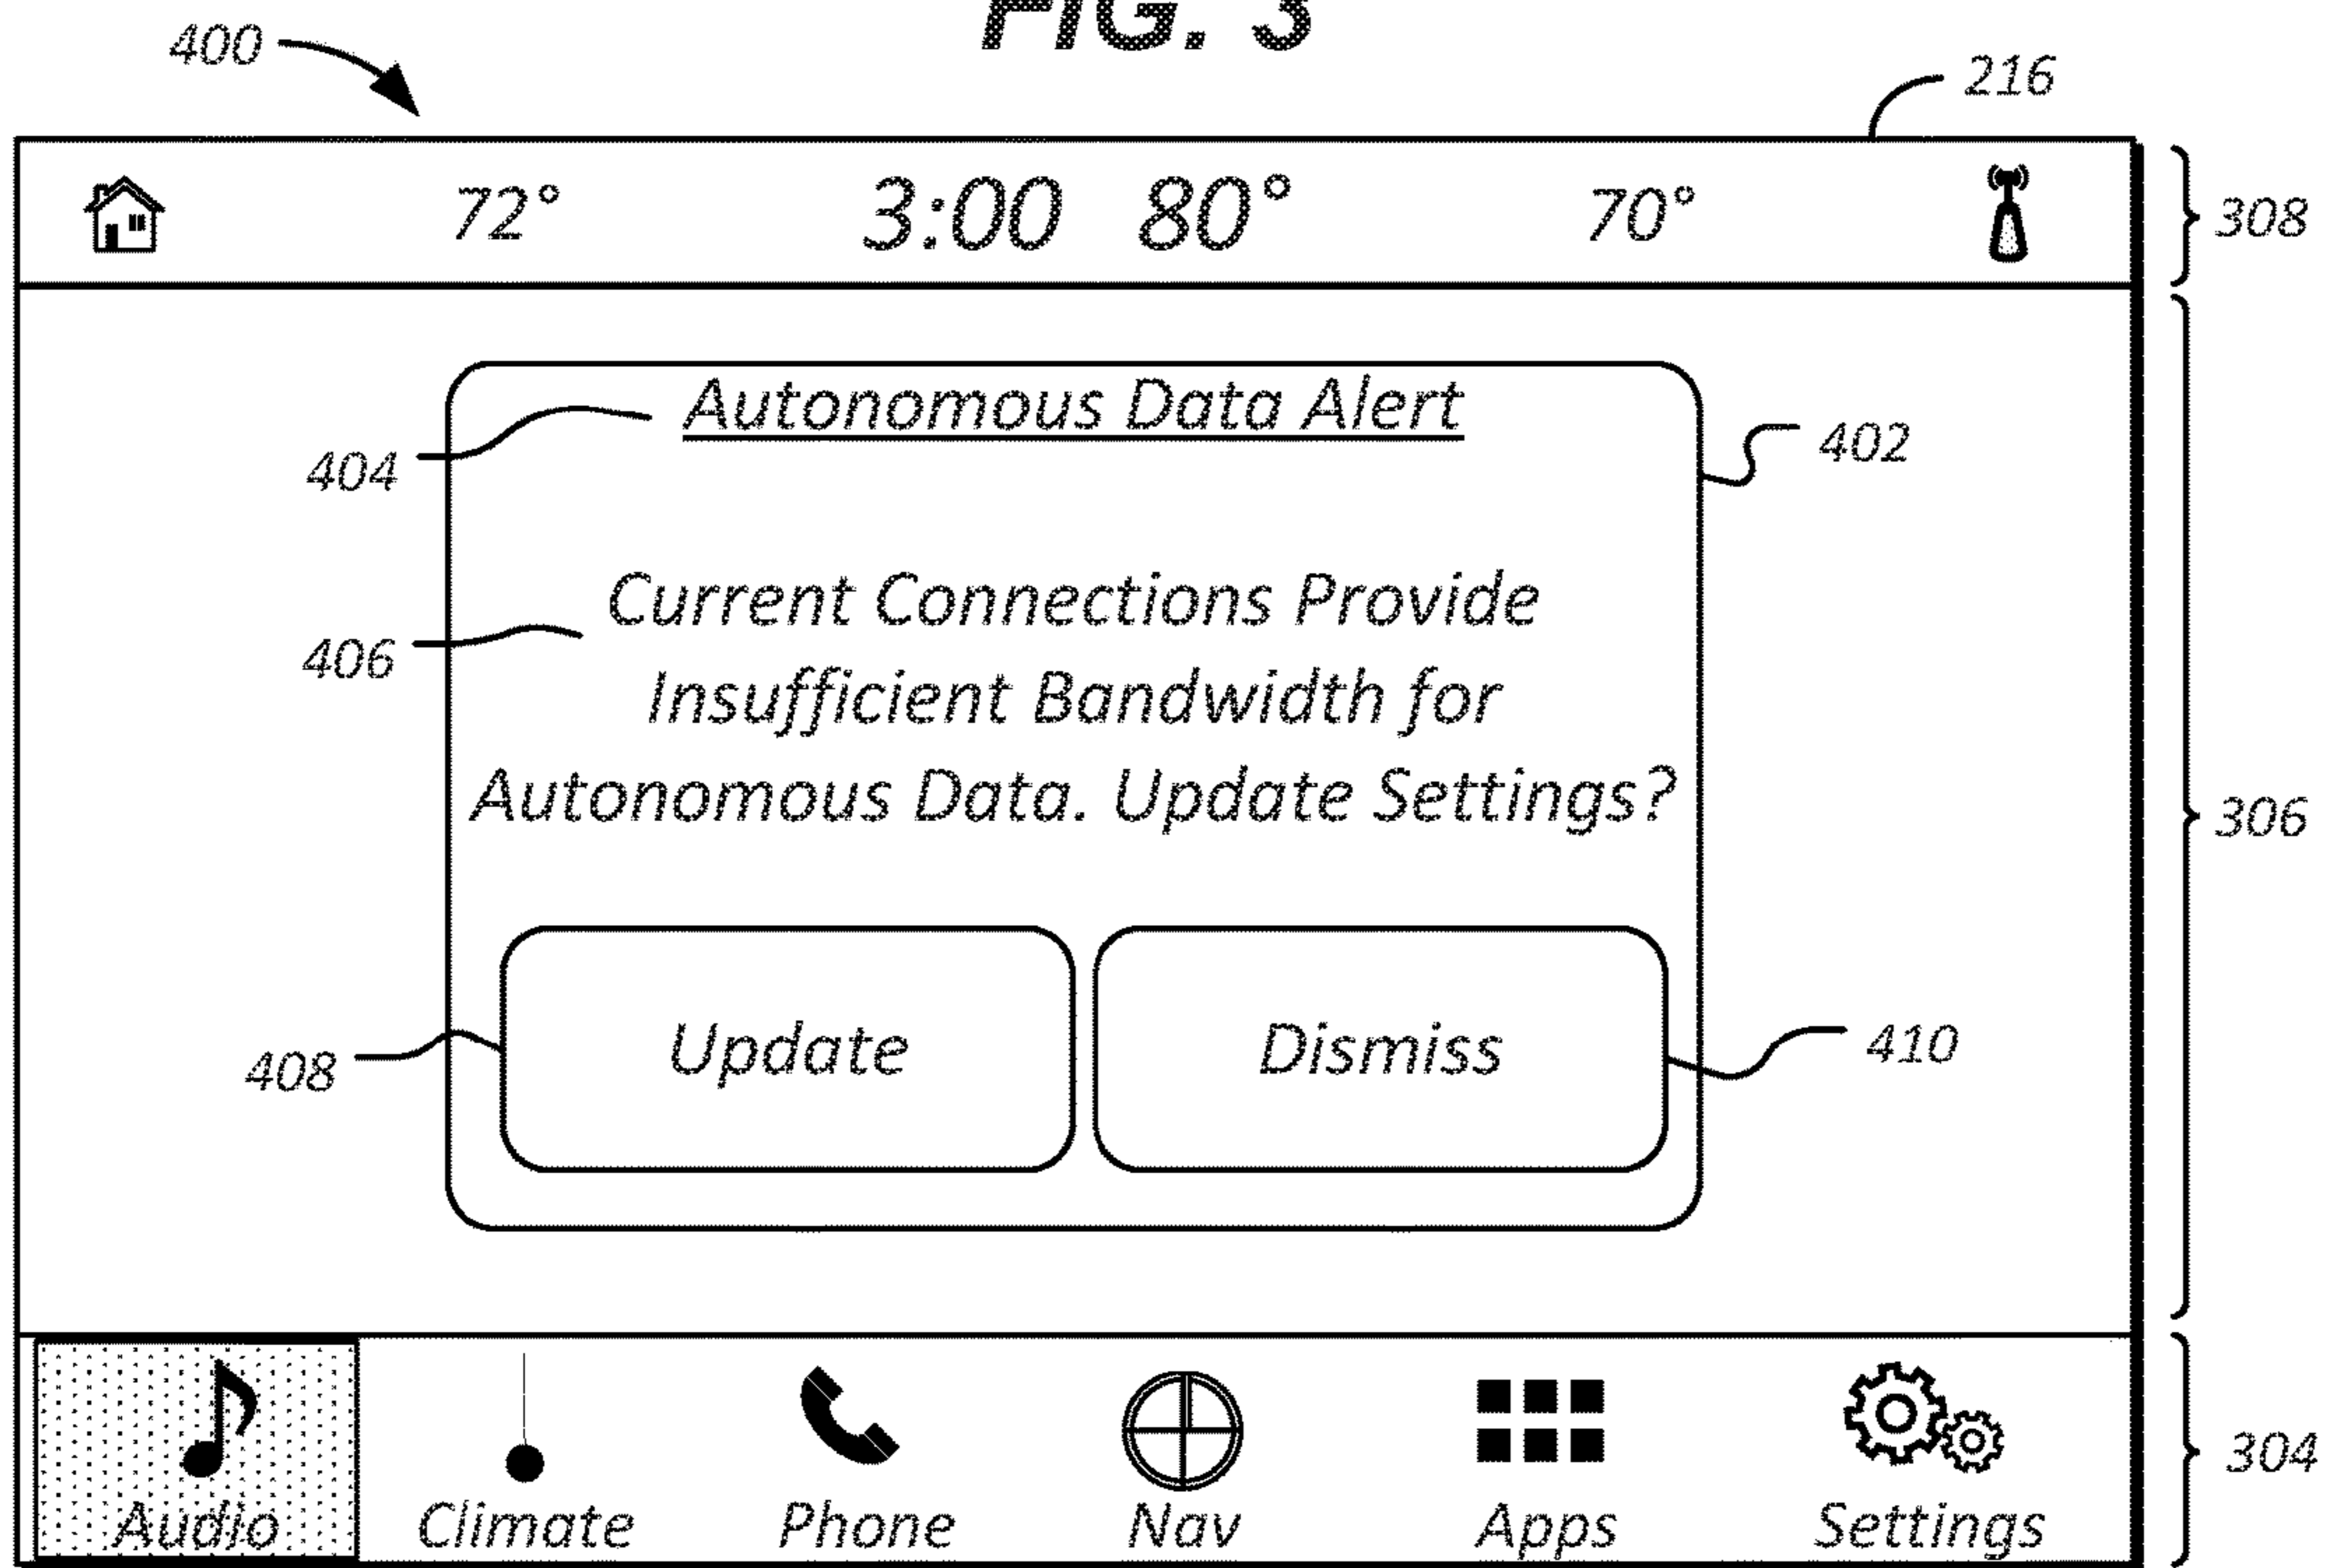 FIG. 3
400
216
72° 3:00 80° 70°
308
Autonomous Data Alert
404
402
Current Connections Provide
406
Insufficient Bandwidth for
Autonomous Data. Update Settings?
306
Update Dismiss
408
410
304
Audio Climate Phone Nav Apps Settings